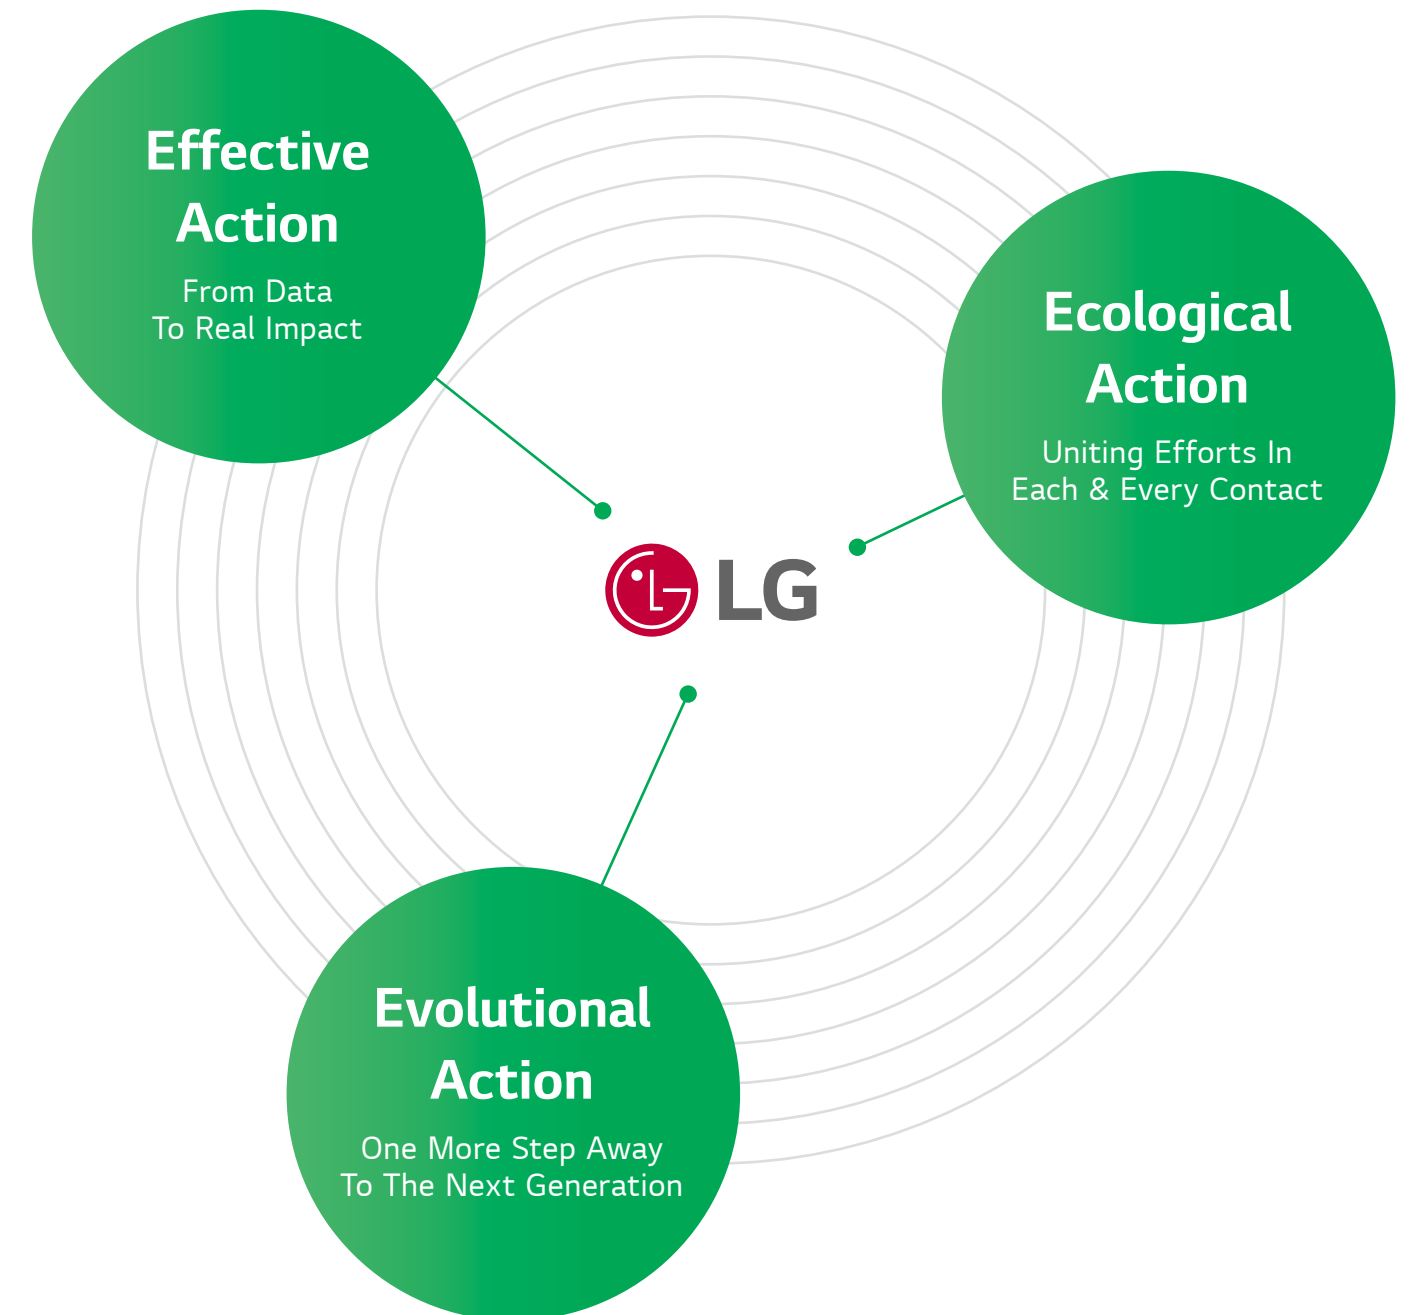 Effective
Action
From Data
To Real Impact
Ecological
Action
Uniting Efforts In
Each & Every Contact
LG
Evolutional
Action
One More Step Away
To The Next Generation